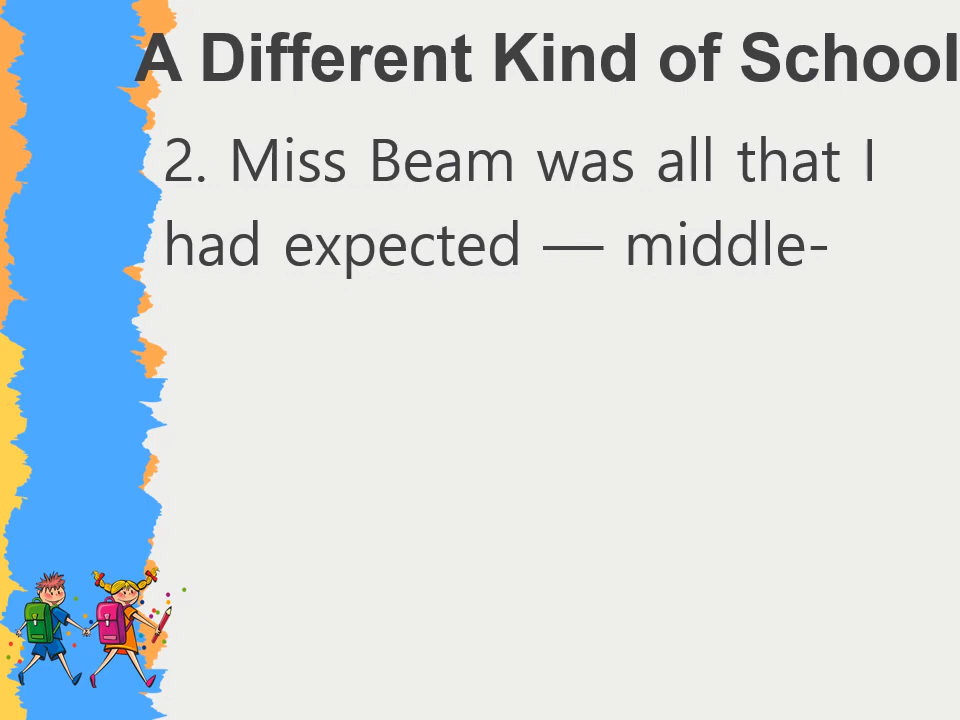 A Different Kind of School
2. Miss Beam was all that I
had expected — middle-